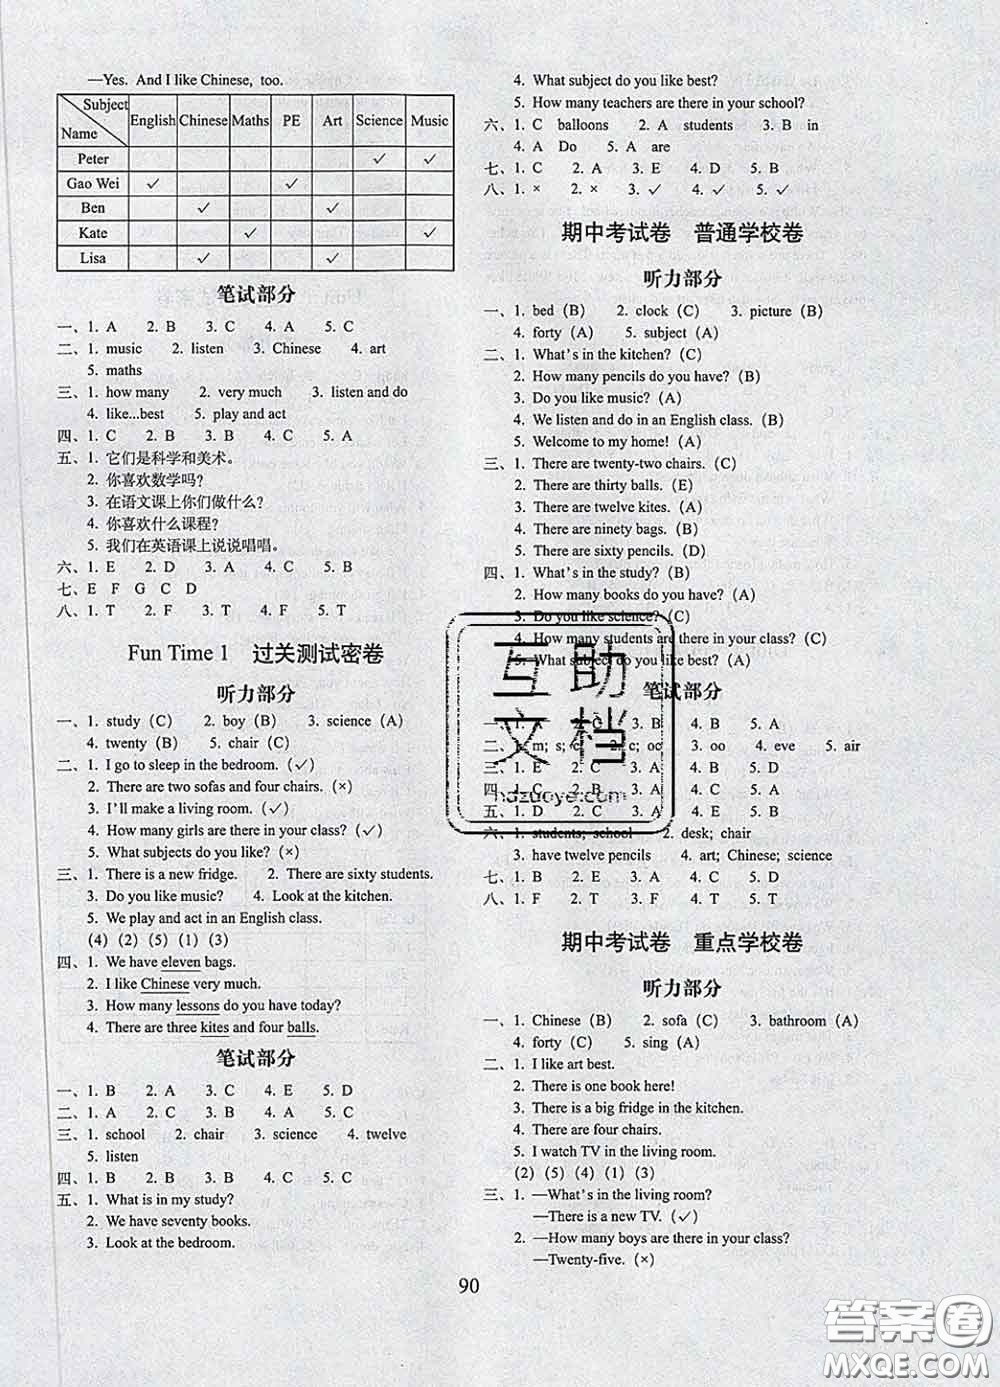 —Yes. And I like Chinese, too.
Subject
Name
English Chinese Maths PE Art Science Music
Peter ✓ ✓
Gao Wei ✓ ✓
Ben ✓ ✓
Kate ✓ ✓
Lisa ✓ ✓
笔试部分
一、1. A 2. B 3. C 4. A 5. C
二、1. music 2. listen 3. Chinese 4. art
5. maths
三、1. how many 2. very much 3. listen and do
4. like...best 5. play and act
四、1. C 2. B 3. B 4. C 5. A
五、1. 它们是科学和美术。
2. 你喜欢数学吗?
3. 在语文课上你们做什么?
4. 你喜欢什么课程?
5. 我们在英语课上说说唱唱。
六、1. E 2. D 3. A 4. C 5. B
七、E F G C D
八、1. T 2. F 3. T 4. F 5. T
Fun Time 1 过关测试密卷
听力部分
一、1. study (C) 2. boy (B) 3. science (A)
4. twenty (B) 5. chair (C)
二、1. I go to sleep in the bedroom. (✓)
2. There are two sofas and four chairs. (×)
3. I'll make a living room. (✓)
4. How many girls are there in your class? (✓)
5. What subjects do you like? (×)
三、1. There is a new fridge. 2. There are sixty students.
3. Do you like music? 4. Look at the kitchen.
5. We play and act in an English class.
(4) (2) (5) (1) (3)
四、1. We have eleven bags.
2. I like Chinese very much.
3. How many lessons do you have today?
4. There are three kites and four balls.
笔试部分
一、1. B 2. A 3. C 4. E 5. D
二、1. A 2. C 3. B 4. A 5. C
三、1. school 2. chair 3. science 4. twelve
5. listen
四、1. B 2. B 3. C 4. A 5. B
五、1. What is in my study?
2. We have seventy books.
3. Look at the bedroom.
4. What subject do you like best?
5. How many teachers are there in your school?
六、1. C balloons 2. A students 3. B in
4. A Do 5. A are
七、1. C 2. A 3. E 4. D 5. B
八、1. × 2. × 3. ✓ 4. ✓ 5. ✓
期中考试卷 普通学校卷
听力部分
一、1. bed (B) 2. clock (C) 3. picture (B)
4. forty (A) 5. subject (A)
二、1. What's in the kitchen? (C)
2. How many pencils do you have? (B)
3. Do you like music? (A)
4. We listen and do in an English class. (B)
5. Welcome to my home! (A)
三、1. There are twenty-two chairs. (C)
2. There are thirty balls. (E)
3. There are twelve kites. (A)
4. There are ninety bags. (B)
5. There are sixty pencils. (D)
四、1. What's in the study? (B)
2. How many books do you have? (A)
3. Do you like science? (C)
4. How many students are there in your class? (C)
5. What subject do you like best? (A)
笔试部分
一、1. A 2. C 3. B 4. B 5. A
二、1. m; s; c 2. c; oc 3. oo 4. eve 5. air
三、1. E 2. C 3. A 4. B 5. D
四、1. C 2. B 3. A 4. C 5. A
五、1. D 2. C 3. A 4. E 5. B
六、1. students; school 2. desk; chair
3. have twelve pencils 4. art; Chinese; science
七、1. B 2. E 3. A 4. C 5. D
八、1. F 2. T 3. F 4. T 5. T
期中考试卷 重点学校卷
听力部分
一、1. Chinese (B) 2. sofa (C) 3. bathroom (A)
4. forty (C) 5. sing (A)
二、1. I like art best.
2. There is one book here!
3. There is a big fridge in the kitchen.
4. There are four chairs.
5. I watch TV in the living room.
(2) (5) (4) (1) (3)
三、1. —What's in the living room?
—There is a new TV. (✓)
2. —How many boys are there in your class?
—Twenty-five. (×)
90
互助
文档
hdzuoye.com
答案圈
MXQE.COM